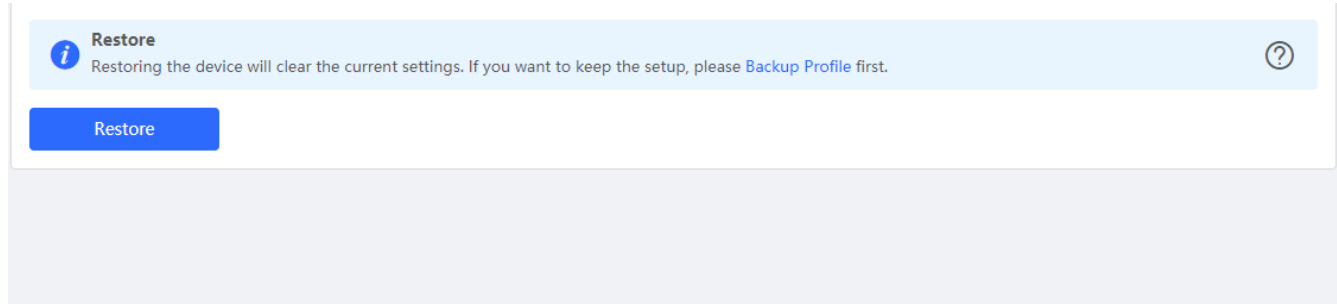 Restore
Restoring the device will clear the current settings. If you want to keep the setup, please Backup Profile first.
Restore